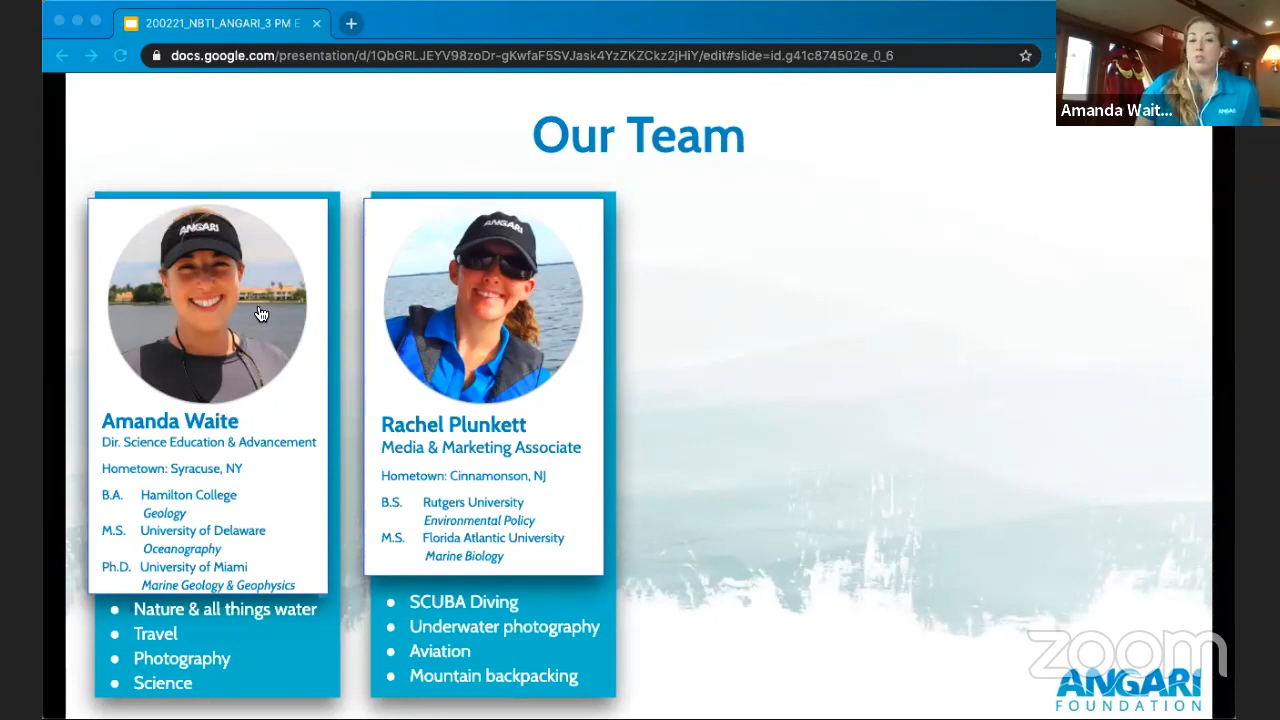 200221_NBTI_ANGARI_3 PM E
docs.google.com/presentation/d/1QbGRLJEYV98zoDr-gKwfaF5SVJask4YzZKZCkz2jHiY/edit#slide=id.g41c874502e_0_6
Amanda Wait...
ANGARI
Our Team
ANGARI
Amanda Waite
Dir. Science Education & Advancement
Hometown: Syracuse, NY
B.A. Hamilton College
Geology
M.S. University of Delaware
Oceanography
Ph.D. University of Miami
Marine Geology & Geophysics
Nature & all things water
Travel
Photography
Science
ANGARI
Rachel Plunkett
Media & Marketing Associate
Hometown: Cinnamonson, NJ
B.S. Rutgers University
Environmental Policy
M.S. Florida Atlantic University
Marine Biology
SCUBA Diving
Underwater photography
Aviation
Mountain backpacking
zoom
ANGARI
FOUNDATION